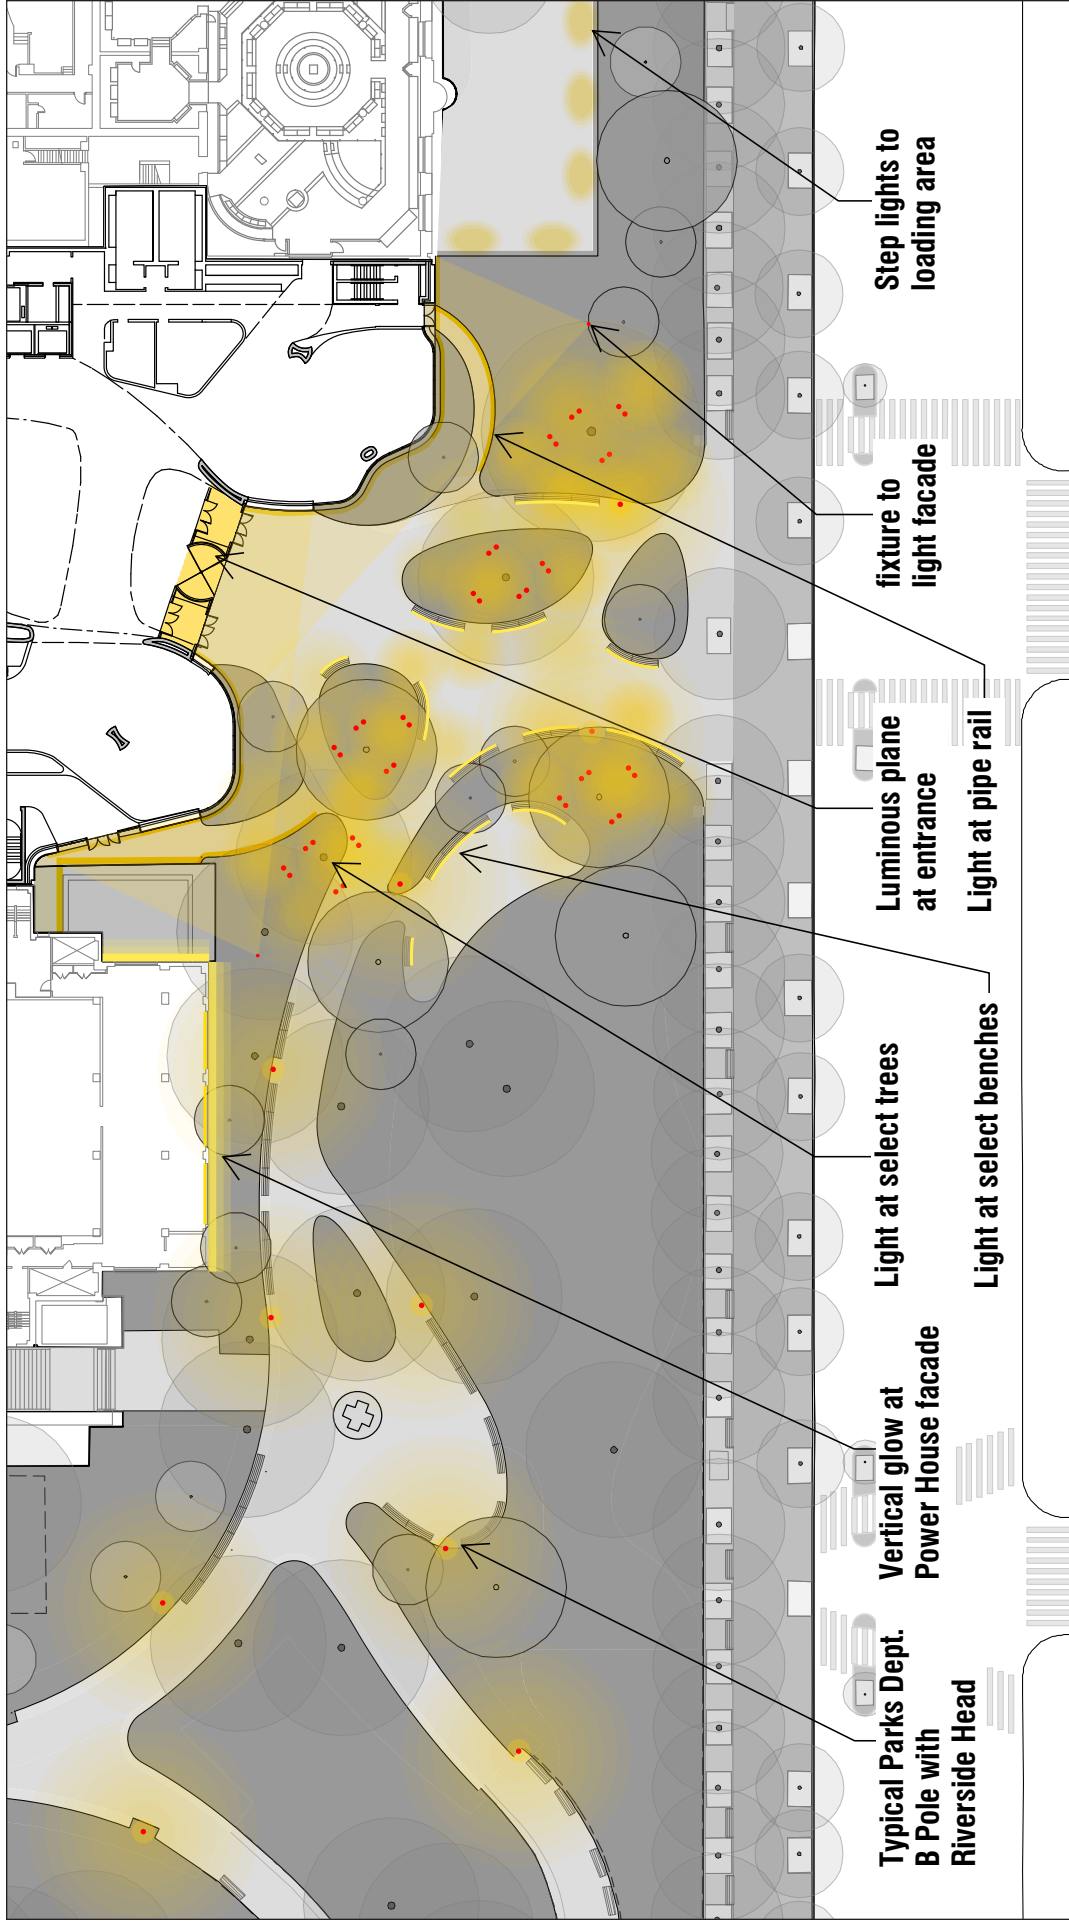 Typical Parks Dept.
B Pole with
Riverside Head
Vertical glow at
Power House facade
Light at select trees
Light at select benches
Luminous plane
at entrance
Light at pipe rail
fixture to
light facade
Step lights to
loading area